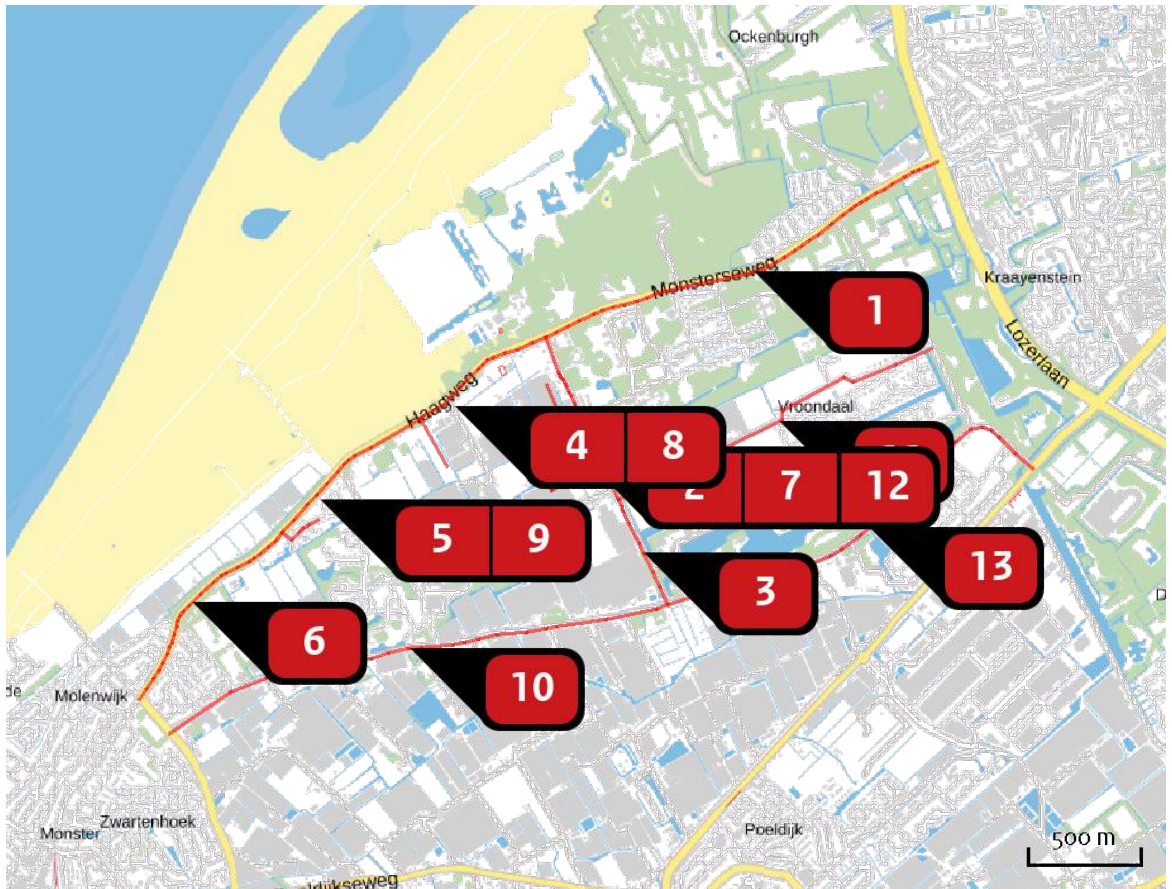 Ockenburgh
Kraayenstein
Monsterseweg
1
Lozerlaan
Haagweg
Vroondaal
4 8
2 7 12
5 9
13
3
6
10
de
Molenwijk
D
Zwartenhoek
Monster
Poeldijk
500 m